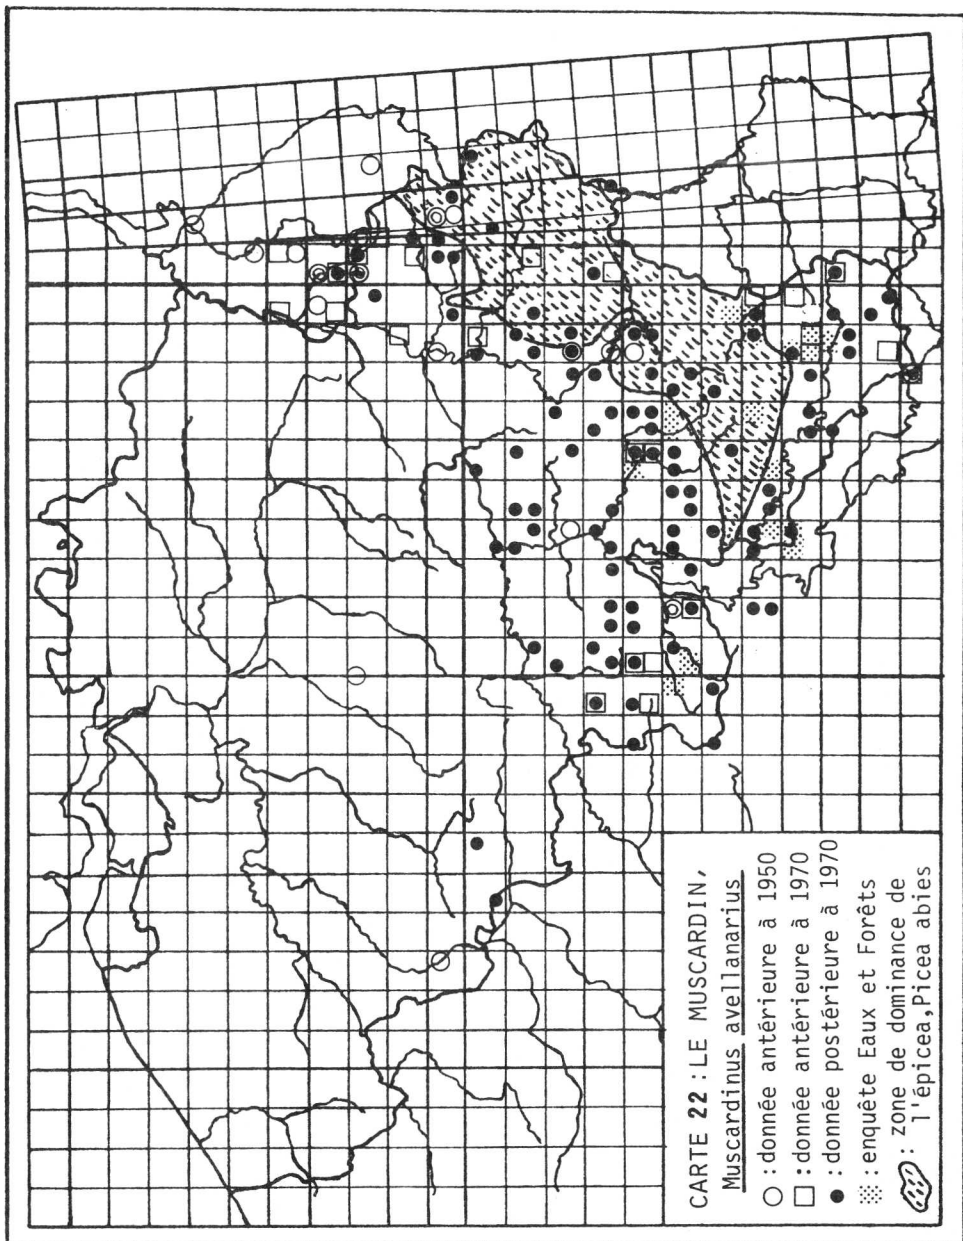 CARTE 22 : LE MUSCARDIN,
Muscardinus avellanarius
○ : donnée antérieure à 1950
□ : donnée antérieure à 1970
● : donnée postérieure à 1970
: enquête Eaux et Forêts
: zone de dominance de
l'épicea, Picea abies